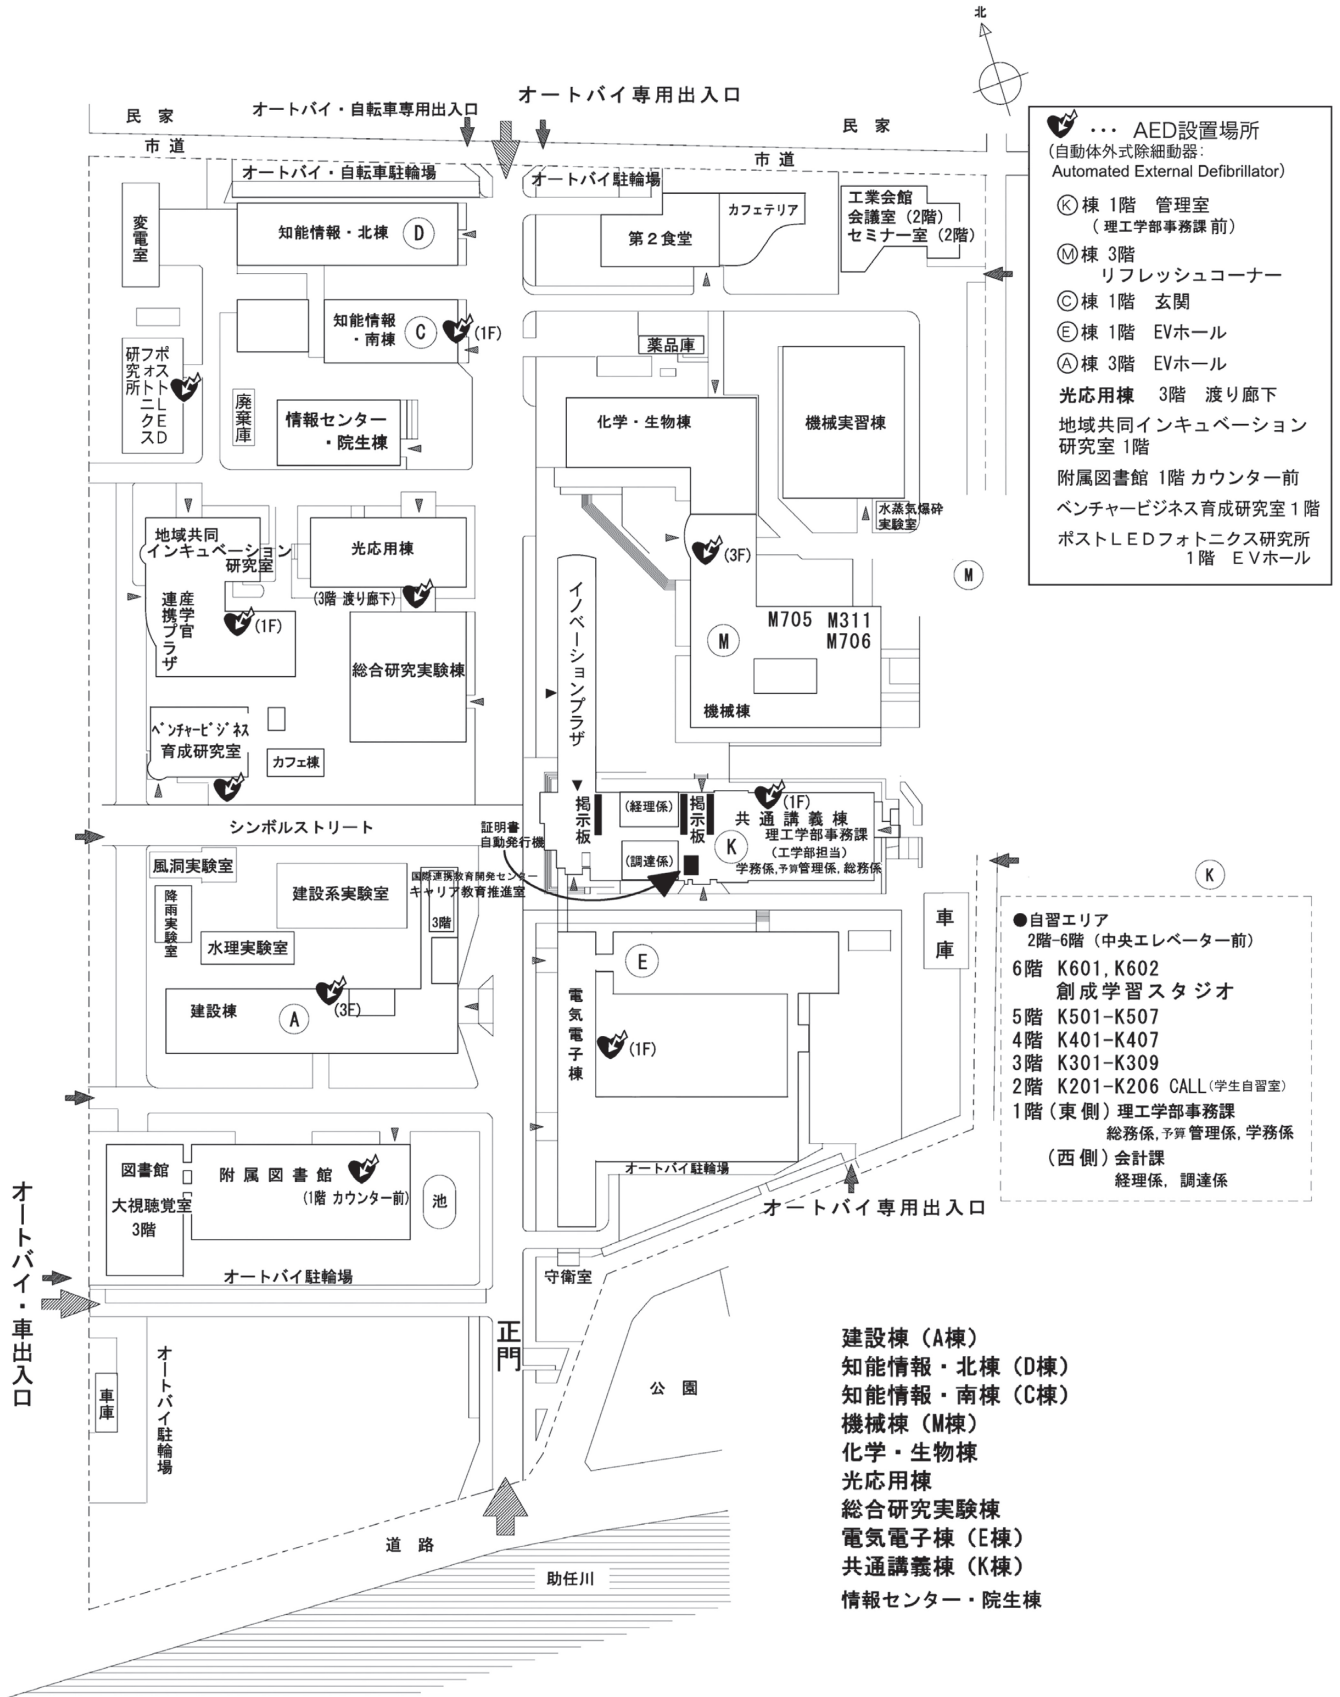 北
オートバイ専用出入口
オートバイ・自転車専用出入口
民 家
民 家
市 道
市 道
オートバイ・自転車駐輪場
オートバイ駐輪場
変電室
知能情報・北棟 D
第2食堂
カフェテリア
工業会館
会議室(2階)
セミナー室(2階)
知能情報
・南棟
C
(1F)
薬品庫
ポストLED
フォトニクス
研究所
廃棄庫
情報センター
・院生棟
化学・生物棟
機械実習棟
水蒸気爆砕
実験室
地域共同
インキュベーション
研究室
光応用棟
(3階 渡り廊下)
産学官
連携プラザ
(1F)
総合研究実験棟
イノベーションプラザ
(3F)
M
M705 M311
M706
M
機械棟
ベンチャービジネス
育成研究室
カフェ棟
シンボルストリート
証明書
自動発行機
掲示板
(経理係)
(調達係)
掲示板
(1F)
共通講義棟
理工学部事務課
K
(工学部担当)
学務係,予算管理係,総務係
風洞実験室
降雨実験室
建設系実験室
水理実験室
国際連携教育開発センター
キャリア教育推進室
3階
建設棟
A
(3F)
E
電気電子棟
(1F)
車庫
図書館
大視聴覚室
3階
附属図書館
(1階 カウンター前)
池
オートバイ駐輪場
オートバイ駐輪場
オートバイ専用出入口
オートバイ・車出入口
守衛室
正門
車庫
オートバイ駐輪場
公 園
道 路
助任川
… AED設置場所
(自動体外式除細動器:
Automated External Defibrillator)
K棟 1階 管理室
(理工学部事務課前)
M棟 3階
リフレッシュコーナー
C棟 1階 玄関
E棟 1階 EVホール
A棟 3階 EVホール
光応用棟 3階 渡り廊下
地域共同インキュベーション
研究室 1階
附属図書館 1階 カウンター前
ベンチャービジネス育成研究室1階
ポストLEDフォトニクス研究所
1階 EVホール
K
●自習エリア
2階-6階(中央エレベーター前)
6階 K601,K602
創成学習スタジオ
5階 K501-K507
4階 K401-K407
3階 K301-K309
2階 K201-K206 CALL(学生自習室)
1階(東側)理工学部事務課
総務係,予算管理係,学務係
(西側)会計課
経理係, 調達係
建設棟(A棟)
知能情報・北棟(D棟)
知能情報・南棟(C棟)
機械棟(M棟)
化学・生物棟
光応用棟
総合研究実験棟
電気電子棟(E棟)
共通講義棟(K棟)
情報センター・院生棟